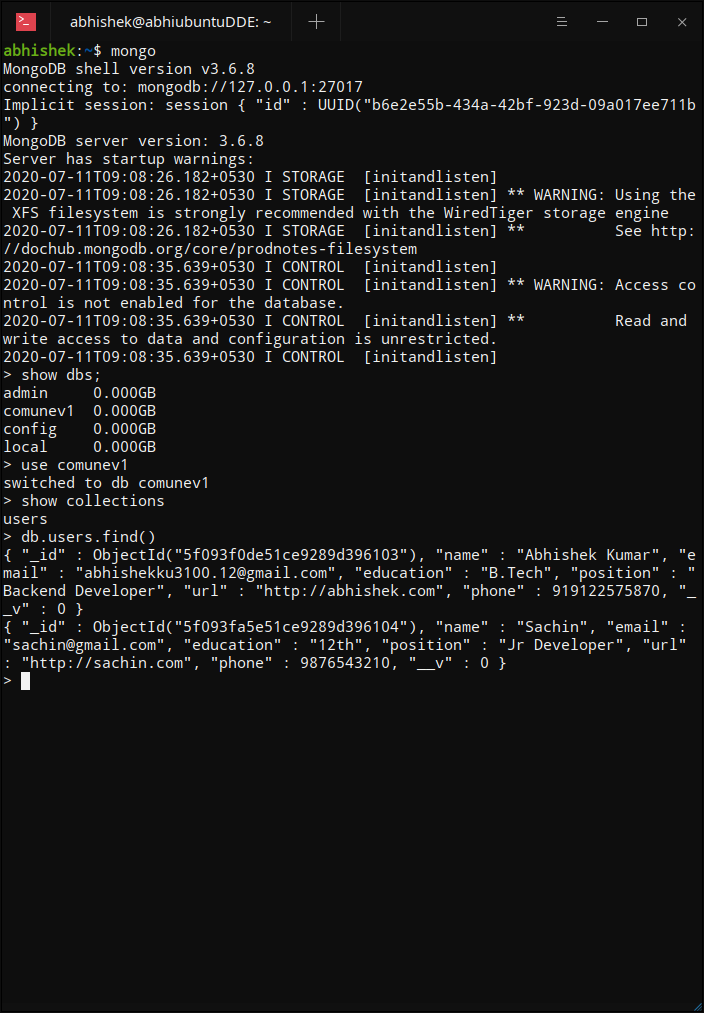 abhishek@abhiubuntuDDE: ~
abhishek:~$ mongo
MongoDB shell version v3.6.8
connecting to: mongodb://127.0.0.1:27017
Implicit session: session { "id" : UUID("b6e2e55b-434a-42bf-923d-09a017ee711b
") }
MongoDB server version: 3.6.8
Server has startup warnings:
2020-07-11T09:08:26.182+0530 I STORAGE  [initandlisten]
2020-07-11T09:08:26.182+0530 I STORAGE  [initandlisten] ** WARNING: Using the
 XFS filesystem is strongly recommended with the WiredTiger storage engine
2020-07-11T09:08:26.182+0530 I STORAGE  [initandlisten] **          See http:
//dochub.mongodb.org/core/prodnotes-filesystem
2020-07-11T09:08:35.639+0530 I CONTROL  [initandlisten]
2020-07-11T09:08:35.639+0530 I CONTROL  [initandlisten] ** WARNING: Access co
ntrol is not enabled for the database.
2020-07-11T09:08:35.639+0530 I CONTROL  [initandlisten] **          Read and
write access to data and configuration is unrestricted.
2020-07-11T09:08:35.639+0530 I CONTROL  [initandlisten]
> show dbs;
admin     0.000GB
comunev1  0.000GB
config    0.000GB
local     0.000GB
> use comunev1
switched to db comunev1
> show collections
users
> db.users.find()
{ "_id" : ObjectId("5f093f0de51ce9289d396103"), "name" : "Abhishek Kumar", "e
mail" : "abhishekku3100.12@gmail.com", "education" : "B.Tech", "position" : "
Backend Developer", "url" : "http://abhishek.com", "phone" : 919122575870, "_
_v" : 0 }
{ "_id" : ObjectId("5f093fa5e51ce9289d396104"), "name" : "Sachin", "email" :
"sachin@gmail.com", "education" : "12th", "position" : "Jr Developer", "url"
: "http://sachin.com", "phone" : 9876543210, "__v" : 0 }
>